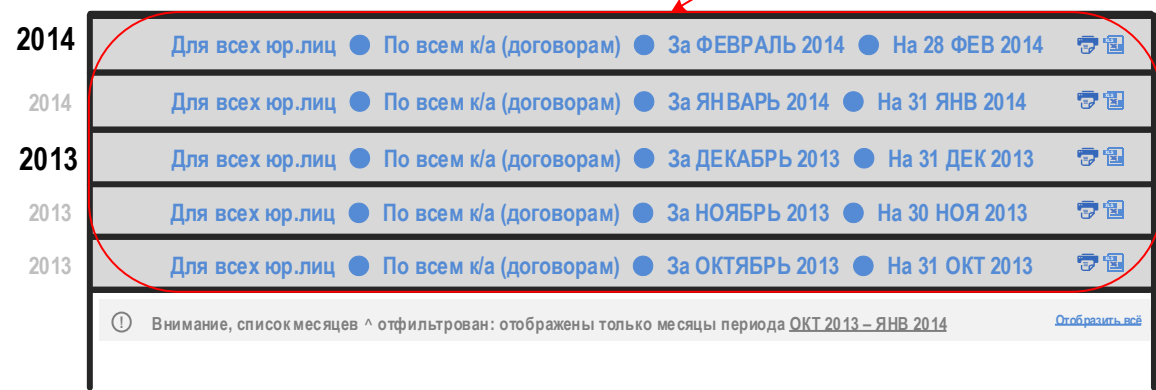 2014 Для всех юр.лиц ● По всем к/а (договорам) ● За ФЕВРАЛЬ 2014 ● На 28 ФЕВ 2014
2014 Для всех юр.лиц ● По всем к/а (договорам) ● За ЯНВАРЬ 2014 ● На 31 ЯНВ 2014
2013 Для всех юр.лиц ● По всем к/а (договорам) ● За ДЕКАБРЬ 2013 ● На 31 ДЕК 2013
2013 Для всех юр.лиц ● По всем к/а (договорам) ● За НОЯБРЬ 2013 ● На 30 НОЯ 2013
2013 Для всех юр.лиц ● По всем к/а (договорам) ● За ОКТЯБРЬ 2013 ● На 31 ОКТ 2013
Внимание, список месяцев ^ отфильтрован: отображены только месяцы периода ОКТ 2013 – ЯНВ 2014 Отобразить всё